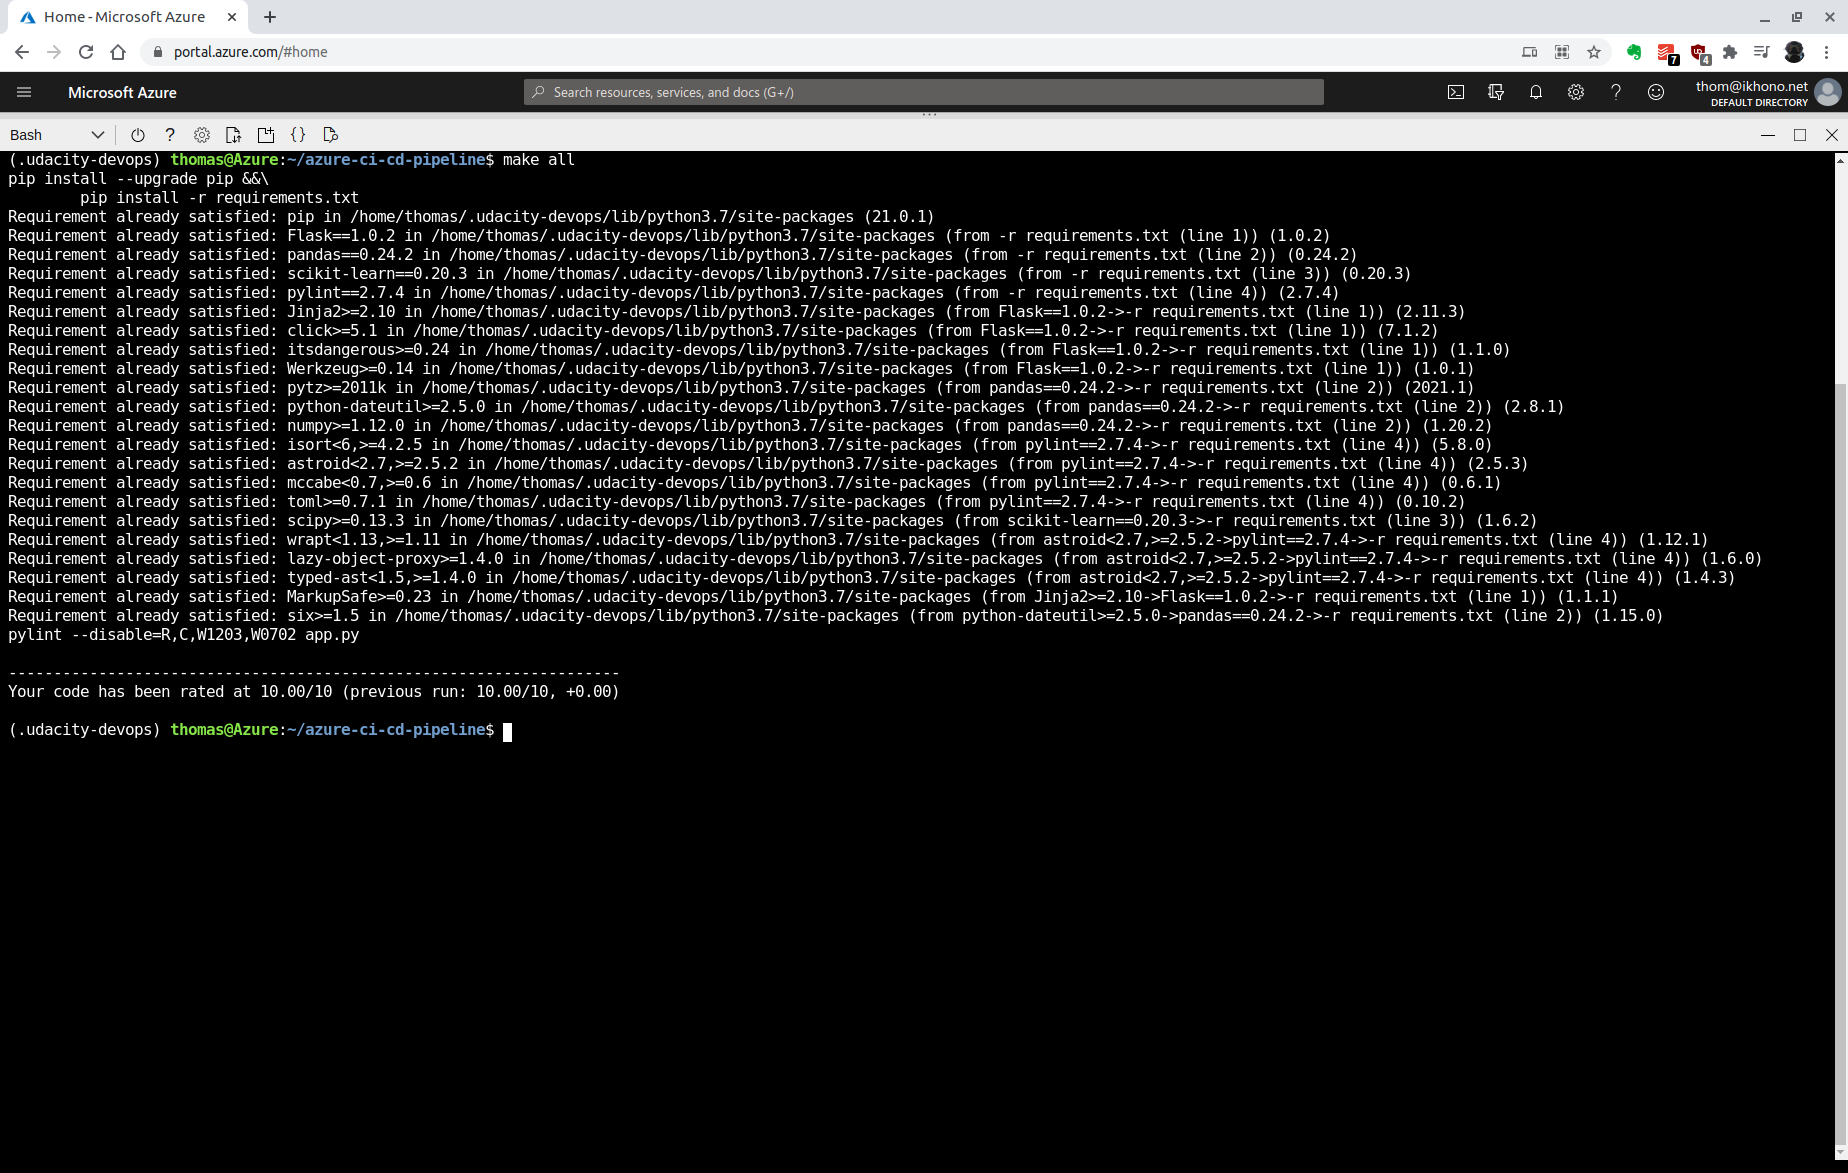 Home - Microsoft Azure
portal.azure.com/#home
7
4
Microsoft Azure
Search resources, services, and docs (G+/)
thom@ikhono.net
DEFAULT DIRECTORY
Bash
(.udacity-devops) thomas@Azure:~/azure-ci-cd-pipeline$ make all
pip install --upgrade pip &&\
        pip install -r requirements.txt
Requirement already satisfied: pip in /home/thomas/.udacity-devops/lib/python3.7/site-packages (21.0.1)
Requirement already satisfied: Flask==1.0.2 in /home/thomas/.udacity-devops/lib/python3.7/site-packages (from -r requirements.txt (line 1)) (1.0.2)
Requirement already satisfied: pandas==0.24.2 in /home/thomas/.udacity-devops/lib/python3.7/site-packages (from -r requirements.txt (line 2)) (0.24.2)
Requirement already satisfied: scikit-learn==0.20.3 in /home/thomas/.udacity-devops/lib/python3.7/site-packages (from -r requirements.txt (line 3)) (0.20.3)
Requirement already satisfied: pylint==2.7.4 in /home/thomas/.udacity-devops/lib/python3.7/site-packages (from -r requirements.txt (line 4)) (2.7.4)
Requirement already satisfied: Jinja2>=2.10 in /home/thomas/.udacity-devops/lib/python3.7/site-packages (from Flask==1.0.2->-r requirements.txt (line 1)) (2.11.3)
Requirement already satisfied: click>=5.1 in /home/thomas/.udacity-devops/lib/python3.7/site-packages (from Flask==1.0.2->-r requirements.txt (line 1)) (7.1.2)
Requirement already satisfied: itsdangerous>=0.24 in /home/thomas/.udacity-devops/lib/python3.7/site-packages (from Flask==1.0.2->-r requirements.txt (line 1)) (1.1.0)
Requirement already satisfied: Werkzeug>=0.14 in /home/thomas/.udacity-devops/lib/python3.7/site-packages (from Flask==1.0.2->-r requirements.txt (line 1)) (1.0.1)
Requirement already satisfied: pytz>=2011k in /home/thomas/.udacity-devops/lib/python3.7/site-packages (from pandas==0.24.2->-r requirements.txt (line 2)) (2021.1)
Requirement already satisfied: python-dateutil>=2.5.0 in /home/thomas/.udacity-devops/lib/python3.7/site-packages (from pandas==0.24.2->-r requirements.txt (line 2)) (2.8.1)
Requirement already satisfied: numpy>=1.12.0 in /home/thomas/.udacity-devops/lib/python3.7/site-packages (from pandas==0.24.2->-r requirements.txt (line 2)) (1.20.2)
Requirement already satisfied: isort<6,>=4.2.5 in /home/thomas/.udacity-devops/lib/python3.7/site-packages (from pylint==2.7.4->-r requirements.txt (line 4)) (5.8.0)
Requirement already satisfied: astroid<2.7,>=2.5.2 in /home/thomas/.udacity-devops/lib/python3.7/site-packages (from pylint==2.7.4->-r requirements.txt (line 4)) (2.5.3)
Requirement already satisfied: mccabe<0.7,>=0.6 in /home/thomas/.udacity-devops/lib/python3.7/site-packages (from pylint==2.7.4->-r requirements.txt (line 4)) (0.6.1)
Requirement already satisfied: toml>=0.7.1 in /home/thomas/.udacity-devops/lib/python3.7/site-packages (from pylint==2.7.4->-r requirements.txt (line 4)) (0.10.2)
Requirement already satisfied: scipy>=0.13.3 in /home/thomas/.udacity-devops/lib/python3.7/site-packages (from scikit-learn==0.20.3->-r requirements.txt (line 3)) (1.6.2)
Requirement already satisfied: wrapt<1.13,>=1.11 in /home/thomas/.udacity-devops/lib/python3.7/site-packages (from astroid<2.7,>=2.5.2->pylint==2.7.4->-r requirements.txt (line 4)) (1.12.1)
Requirement already satisfied: lazy-object-proxy>=1.4.0 in /home/thomas/.udacity-devops/lib/python3.7/site-packages (from astroid<2.7,>=2.5.2->pylint==2.7.4->-r requirements.txt (line 4)) (1.6.0)
Requirement already satisfied: typed-ast<1.5,>=1.4.0 in /home/thomas/.udacity-devops/lib/python3.7/site-packages (from astroid<2.7,>=2.5.2->pylint==2.7.4->-r requirements.txt (line 4)) (1.4.3)
Requirement already satisfied: MarkupSafe>=0.23 in /home/thomas/.udacity-devops/lib/python3.7/site-packages (from Jinja2>=2.10->Flask==1.0.2->-r requirements.txt (line 1)) (1.1.1)
Requirement already satisfied: six>=1.5 in /home/thomas/.udacity-devops/lib/python3.7/site-packages (from python-dateutil>=2.5.0->pandas==0.24.2->-r requirements.txt (line 2)) (1.15.0)
pylint --disable=R,C,W1203,W0702 app.py
--------------------------------------------------------------------
Your code has been rated at 10.00/10 (previous run: 10.00/10, +0.00)
(.udacity-devops) thomas@Azure:~/azure-ci-cd-pipeline$